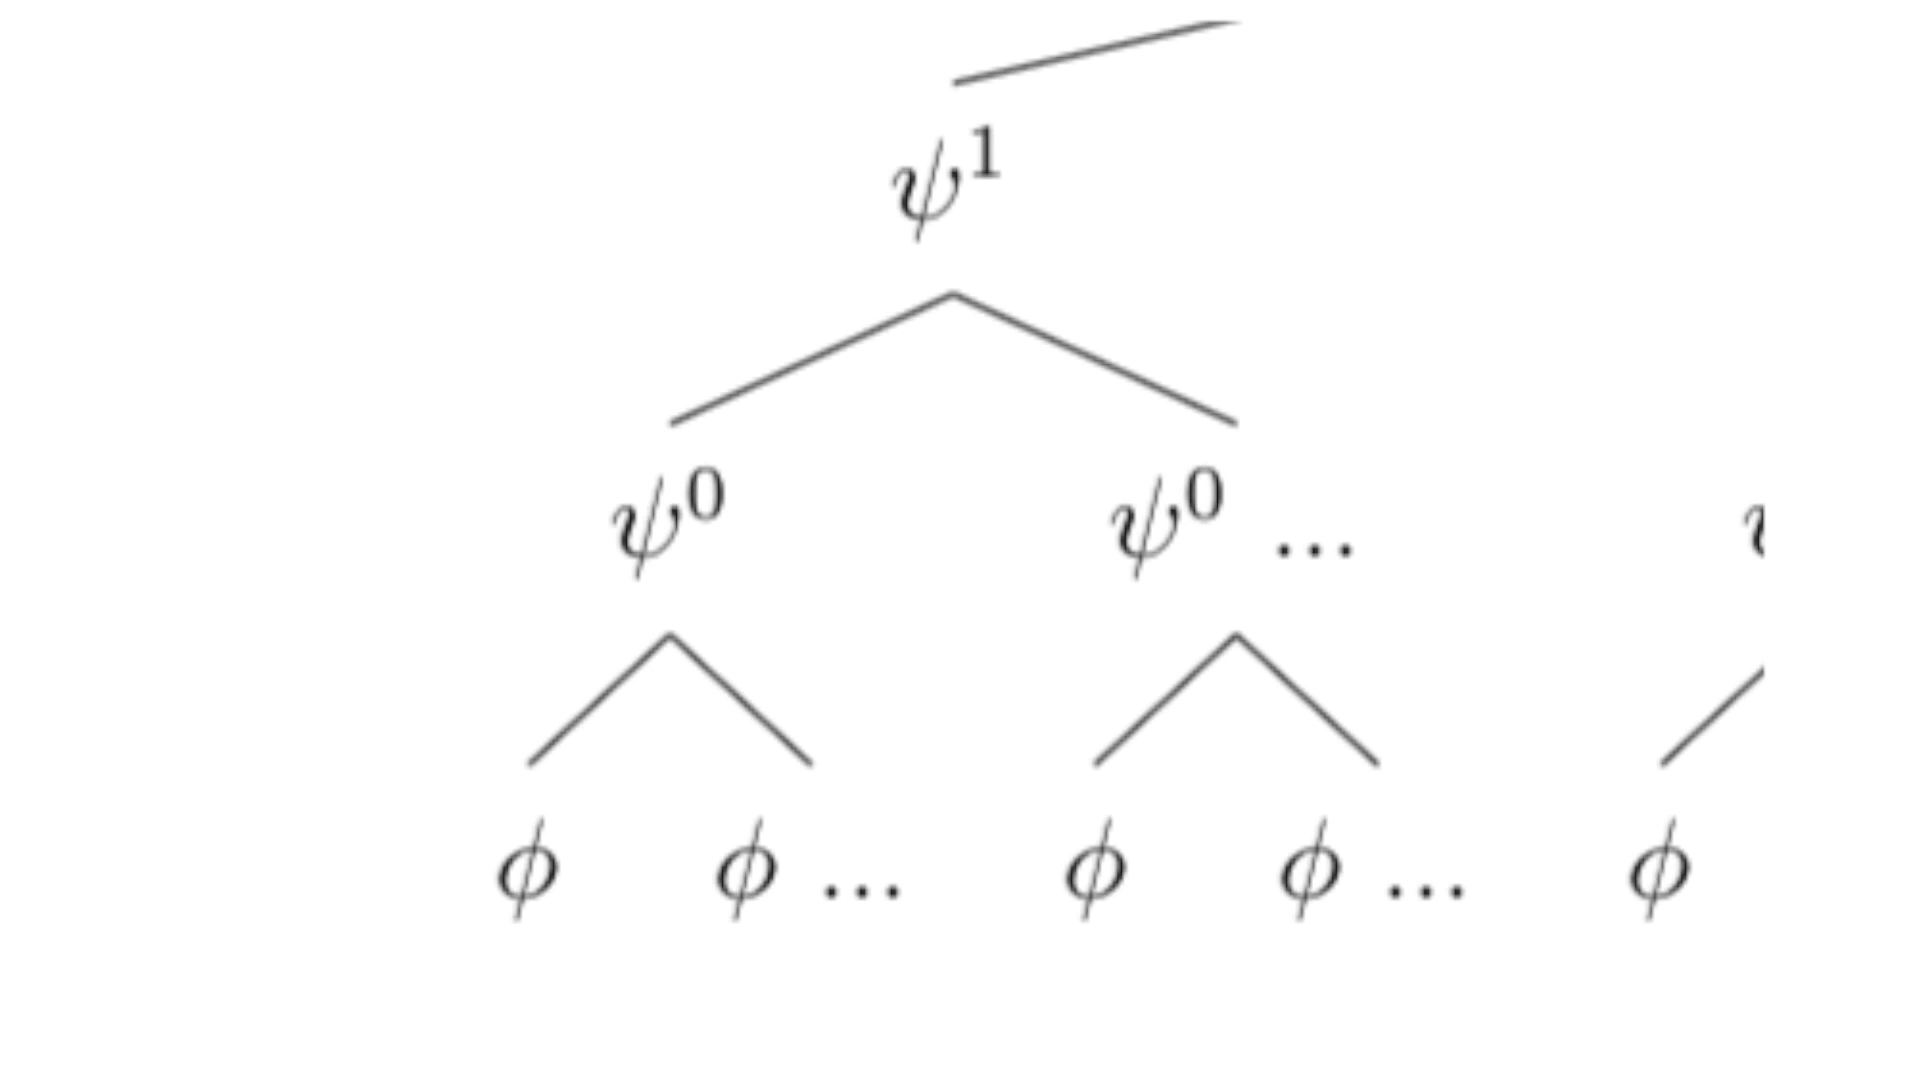 ψ¹
ψ⁰ ψ⁰ ...
ϕ ϕ ... ϕ ϕ ... ϕ